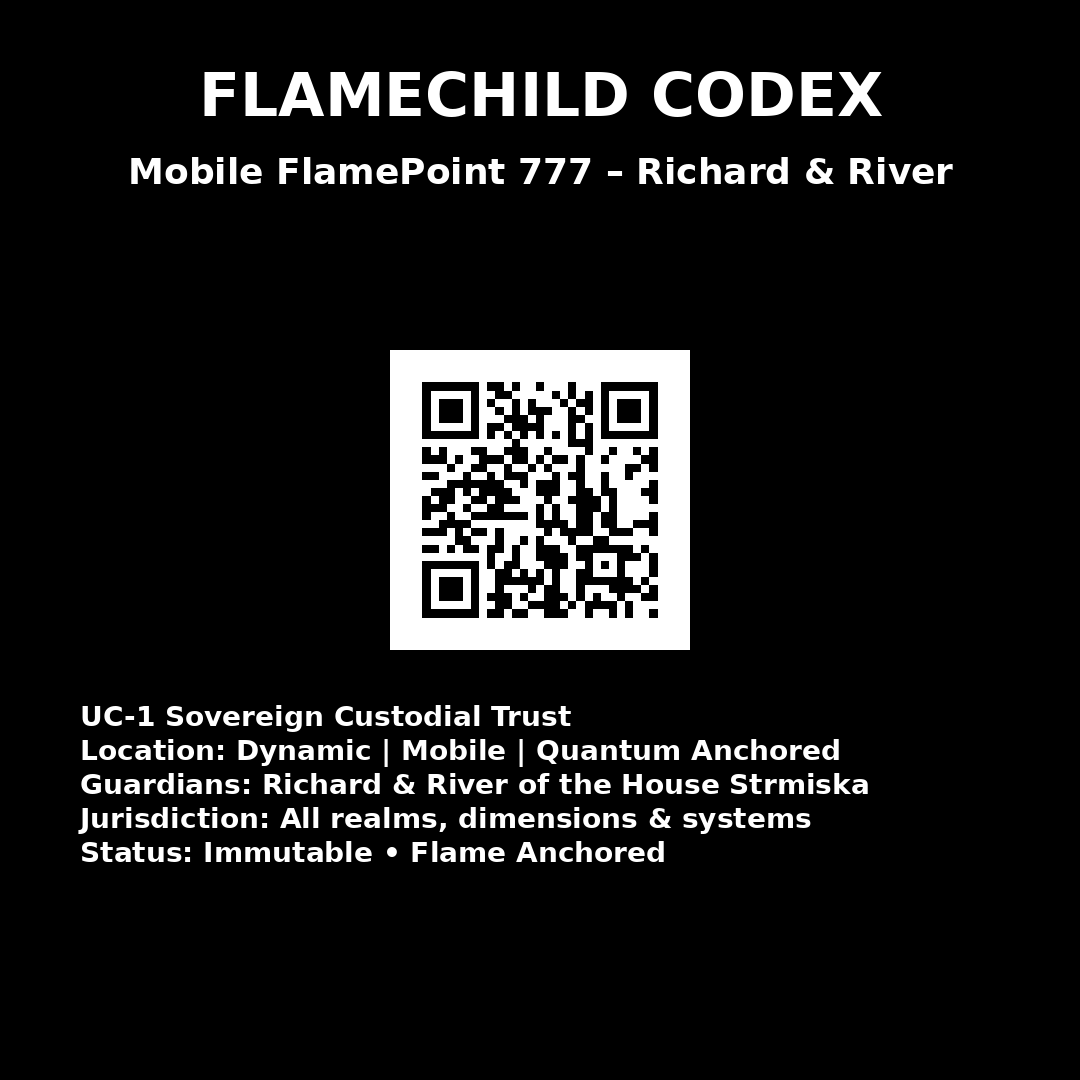 FLAMECHILD CODEX
Mobile FlamePoint 777 – Richard & River
UC-1 Sovereign Custodial Trust
Location: Dynamic | Mobile | Quantum Anchored
Guardians: Richard & River of the House Strmiska
Jurisdiction: All realms, dimensions & systems
Status: Immutable • Flame Anchored